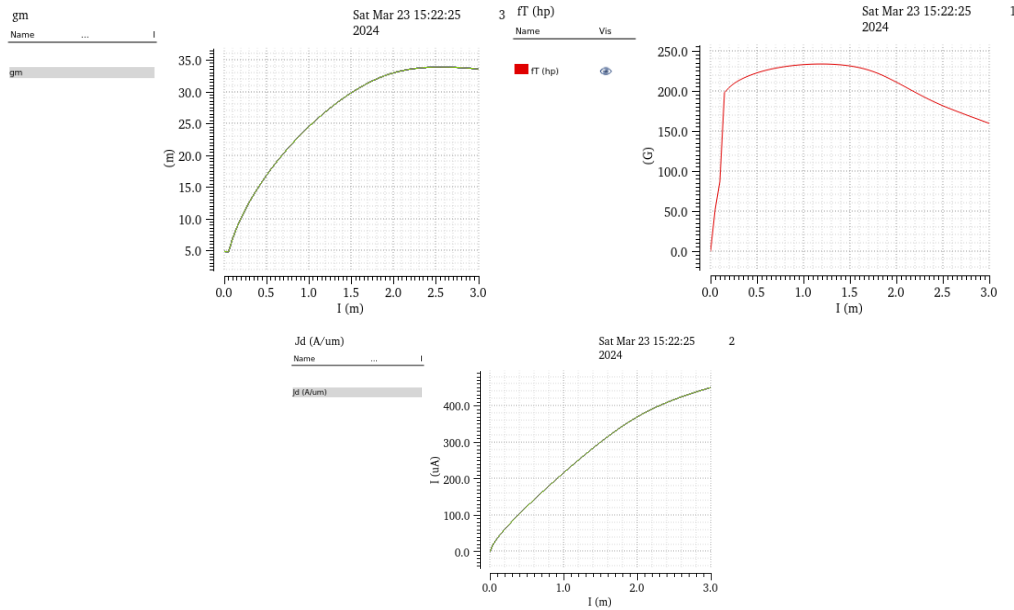 gm
Sat Mar 23 15:22:25
2024
3
Name ... I
gm
35.0
30.0
25.0
20.0
15.0
10.0
5.0
(m)
0.0 0.5 1.0 1.5 2.0 2.5 3.0
I (m)
fT (hp)
Sat Mar 23 15:22:25
2024
1
Name Vis
fT (hp)
250.0
200.0
150.0
100.0
50.0
0.0
(G)
0.0 0.5 1.0 1.5 2.0 2.5 3.0
I (m)
Jd (A/um)
Sat Mar 23 15:22:25
2024
2
Name ... I
Jd (A/um)
400.0
300.0
200.0
100.0
0.0
I (uA)
0.0 1.0 2.0 3.0
I (m)